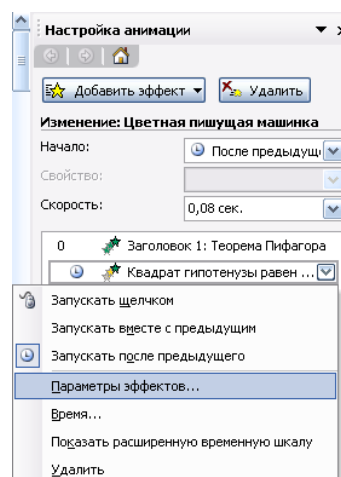 Настройка анимации
Добавить эффект
Удалить
Изменение: Цветная пишущая машинка
Начало:
После предыдущ
Свойство:
Скорость:
0,08 сек.
0 Заголовок 1: Теорема Пифагора
Квадрат гипотенузы равен ...
Запускать щелчком
Запускать вместе с предыдущим
Запускать после предыдущего
Параметры эффектов...
Время...
Показать расширенную временную шкалу
Удалить